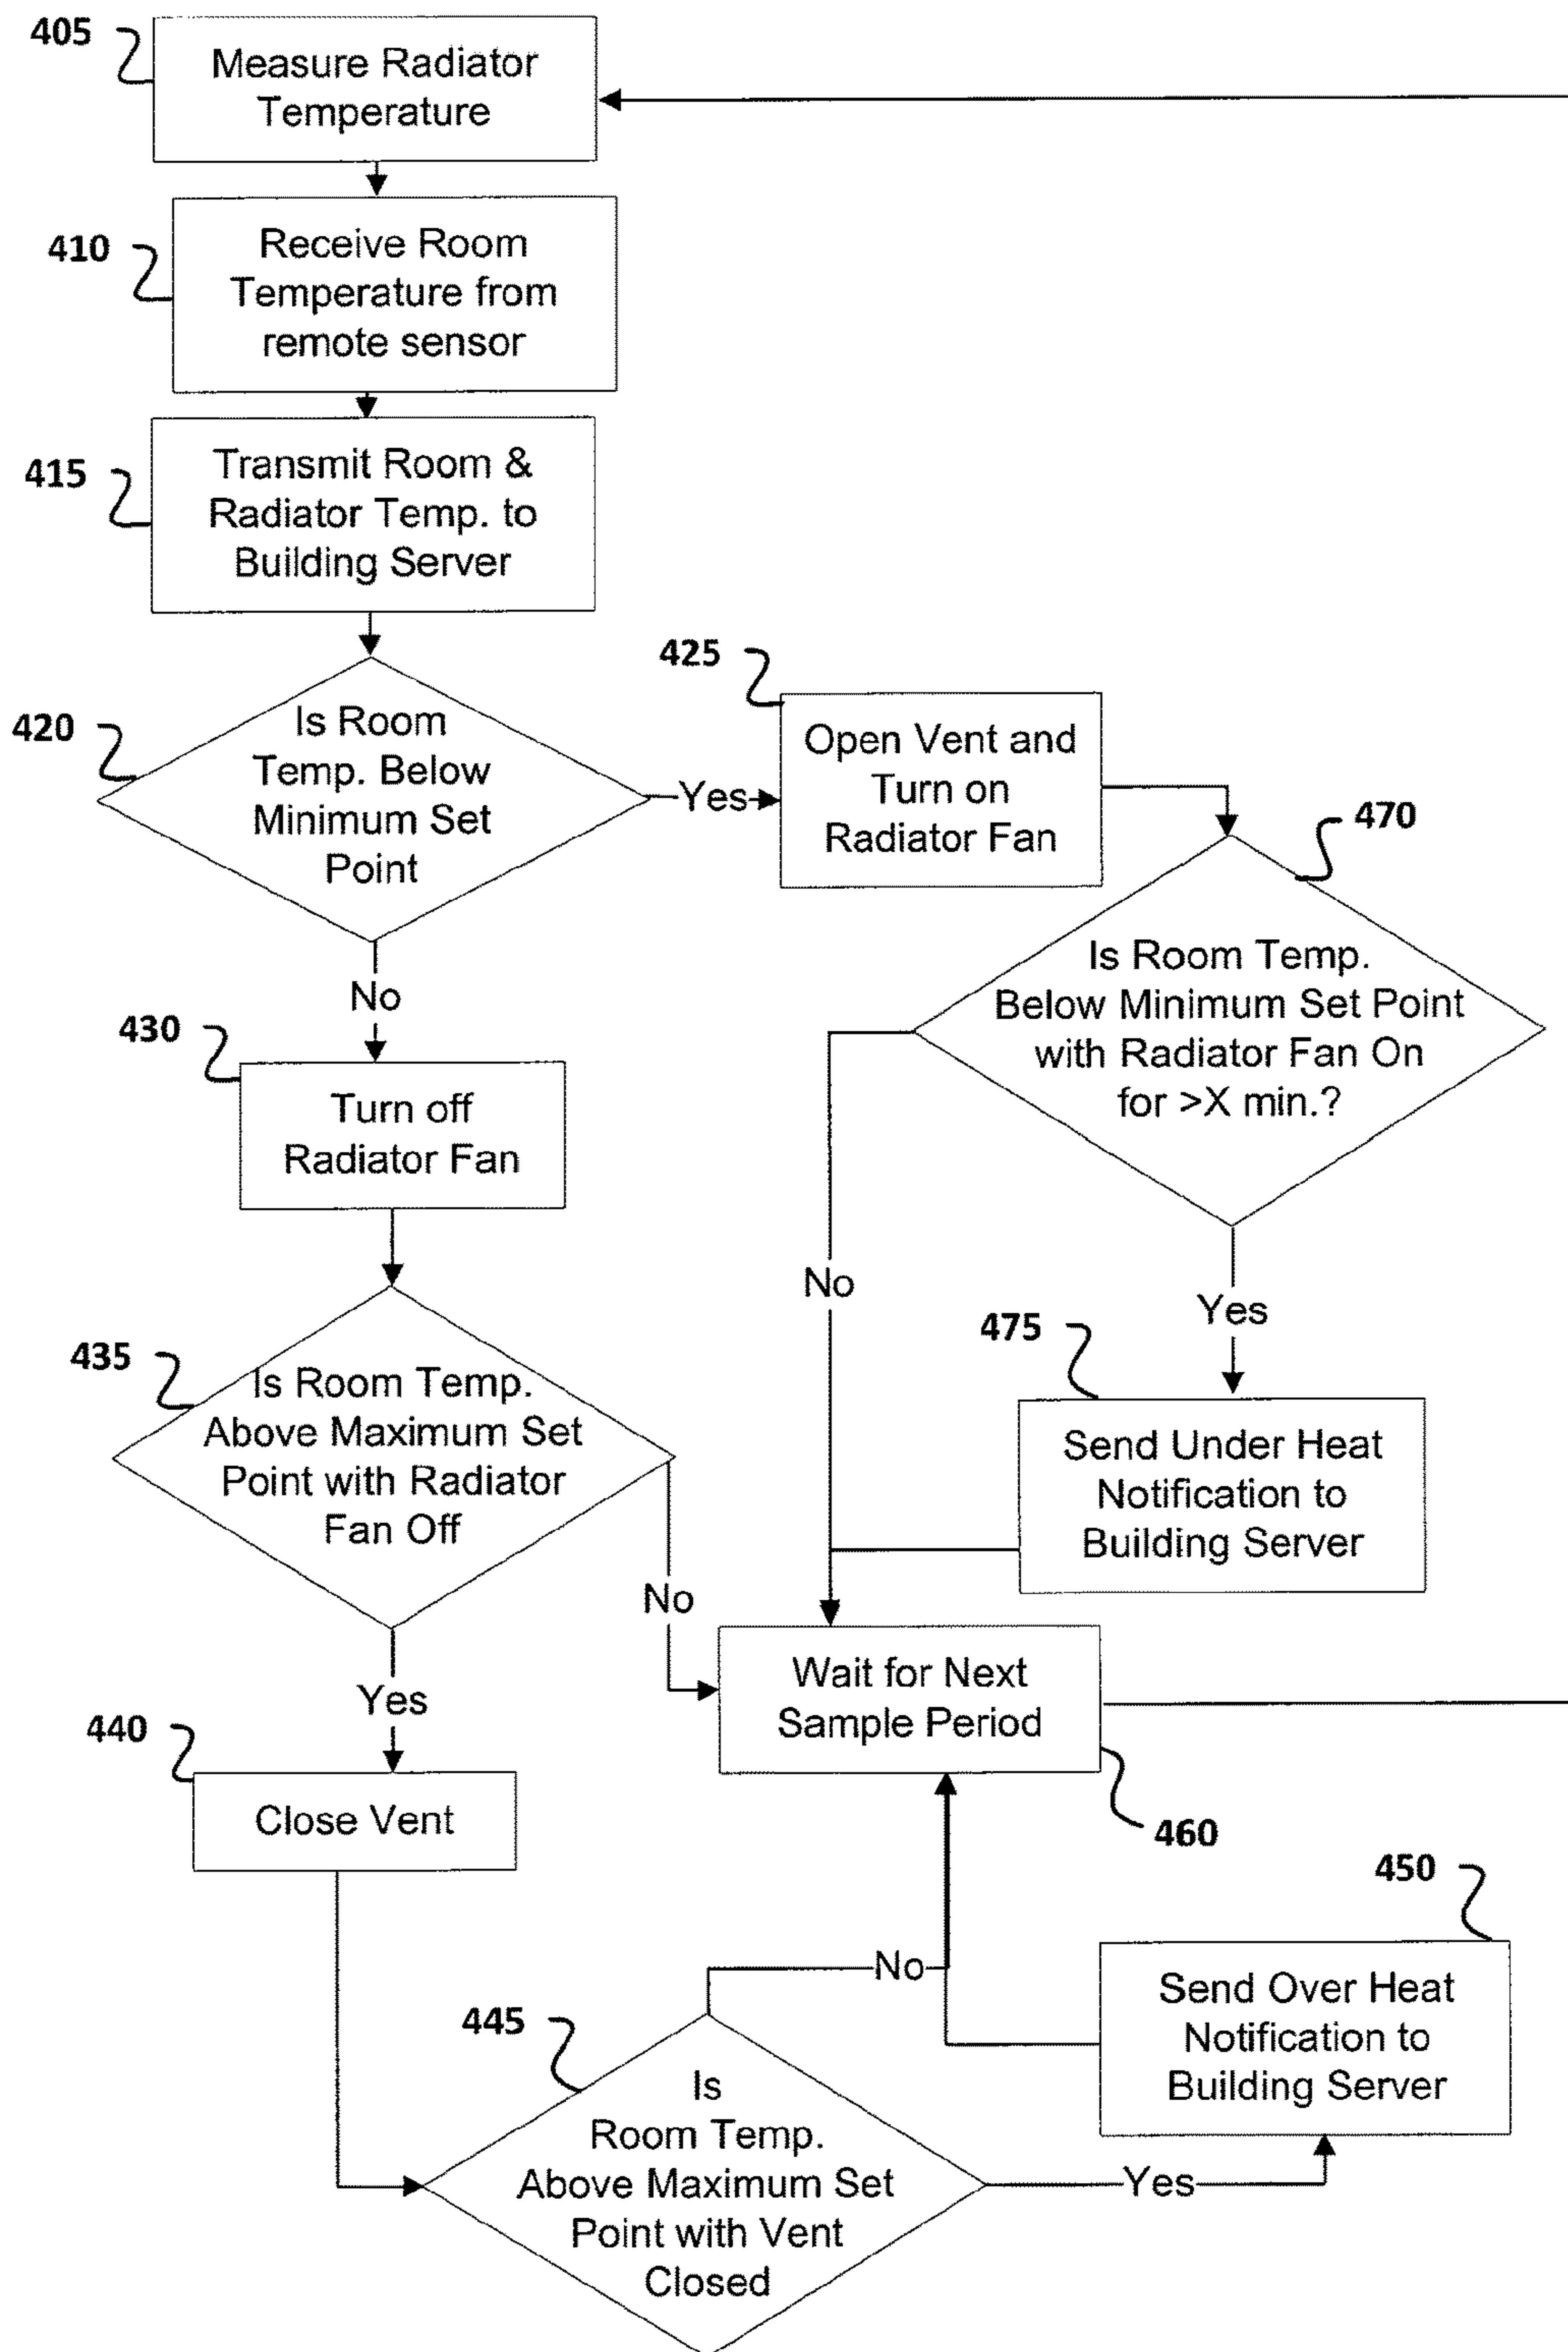 405
Measure Radiator
Temperature
410
Receive Room
Temperature from
remote sensor
415
Transmit Room &
Radiator Temp. to
Building Server
420
Is Room
Temp. Below
Minimum Set
Point
Yes
425
Open Vent and
Turn on
Radiator Fan
470
Is Room Temp.
Below Minimum Set Point
with Radiator Fan On
for >X min.?
No
430
Turn off
Radiator Fan
No
Yes
475
Send Under Heat
Notification to
Building Server
435
Is Room Temp.
Above Maximum Set
Point with Radiator
Fan Off
No
Wait for Next
Sample Period
460
Yes
440
Close Vent
450
Send Over Heat
Notification to
Building Server
No
445
Is
Room Temp.
Above Maximum Set
Point with Vent
Closed
Yes